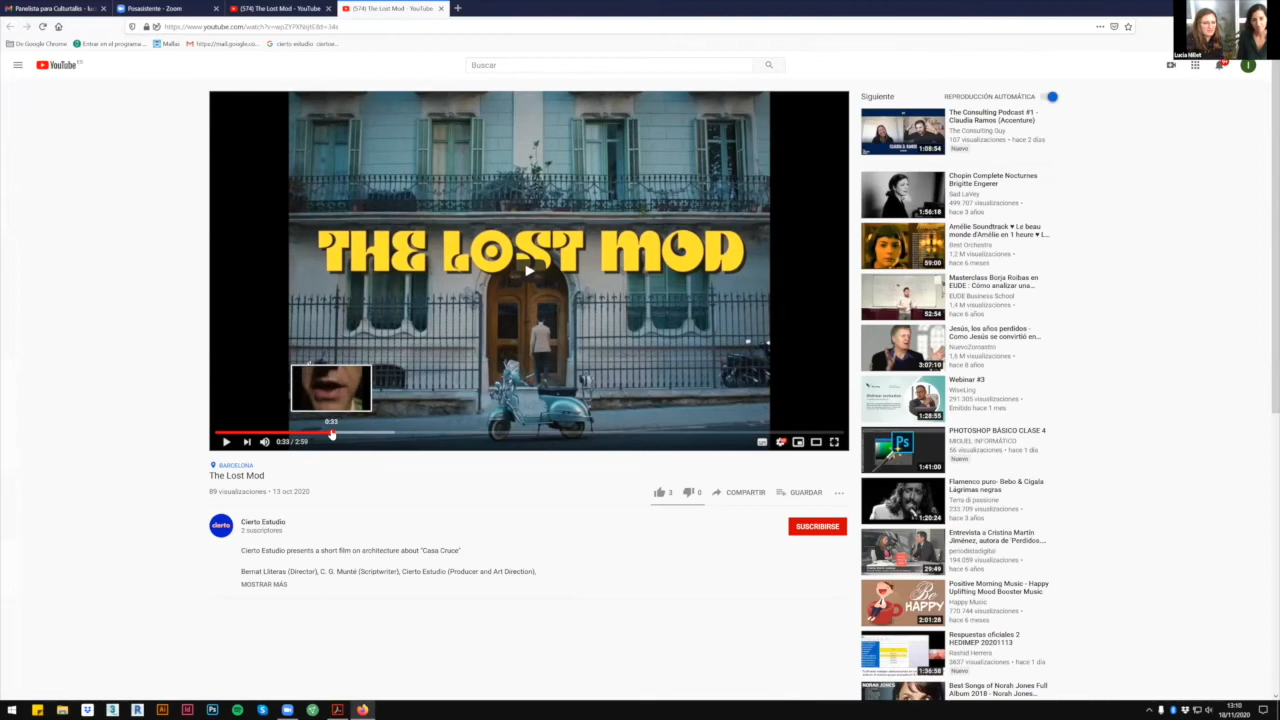 Panelista para Culturtalis -
Posasistente - Zoom
(574) The Lost Mod - YouTube
(574) The Lost Mod - YouTube
De Google Chrome
Entrar en el programa
Mallas
https://mail.google.co...
cierto estudio
YouTube ES
Buscar
Lucia Millet
THE LOST MOD
0:33
0:33 / 2:59
BARCELONA
The Lost Mod
89 visualizaciones • 13 oct 2020
3
0
COMPARTIR
GUARDAR
cierto
Cierto Estudio
2 suscriptores
SUSCRIBIRSE
Cierto Estudio presents a short film on architecture about "Casa Cruce"
Bernat Lliteras (Director), C. G. Munté (Scriptwriter), Cierto Estudio (Producer and Art Direction),
MOSTRAR MÁS
Siguiente
REPRODUCCIÓN AUTOMÁTICA
The Consulting Podcast #1 -
Claudia Ramos (Accenture)
The Consulting Guy
107 visualizaciones • hace 2 días
Nuevo
1:08:54
Chopin Complete Nocturnes
Brigitte Engerer
Sad LaVey
499.707 visualizaciones •
hace 3 años
1:56:18
Amélie Soundtrack ♥ Le beau
monde d'Amélie en 1 heure ♥ L...
Best Orchestra
1,2 M visualizaciones •
hace 6 meses
59:00
Masterclass Borja Roibas en
EUDE : Cómo analizar una...
EUDE Business School
1,4 M visualizaciones •
hace 6 años
52:54
Jesús, los años perdidos -
Como Jesús se convirtió en...
NuevoZoroastro
1,6 M visualizaciones •
hace 8 años
3:07:10
Webinar #3
WiseLing
291.305 visualizaciones •
Emitido hace 1 mes
1:28:55
PHOTOSHOP BÁSICO CLASE 4
MIGUEL INFORMÁTICO
56 visualizaciones • hace 1 día
Nuevo
Ps
1:41:00
Flamenco puro- Bebo & Cigala
Lágrimas negras
Terra di passione
233.709 visualizaciones •
hace 3 años
1:20:24
Entrevista a Cristina Martín
Jiménez, autora de 'Perdidos...
periodistadigital
194.059 visualizaciones •
hace 6 años
29:49
Positive Morning Music - Happy
Uplifting Mood Booster Music
Happy Music
770.744 visualizaciones •
hace 6 meses
Be
HAPPY
2:01:28
Respuestas oficiales 2
HEDIMEP 20201113
Rashid Herrera
3837 visualizaciones • hace 1 día
Nuevo
1:36:58
Best Songs of Norah Jones Full
Album 2018 - Norah Jones...
NORAH JONES
13:10
18/11/2020